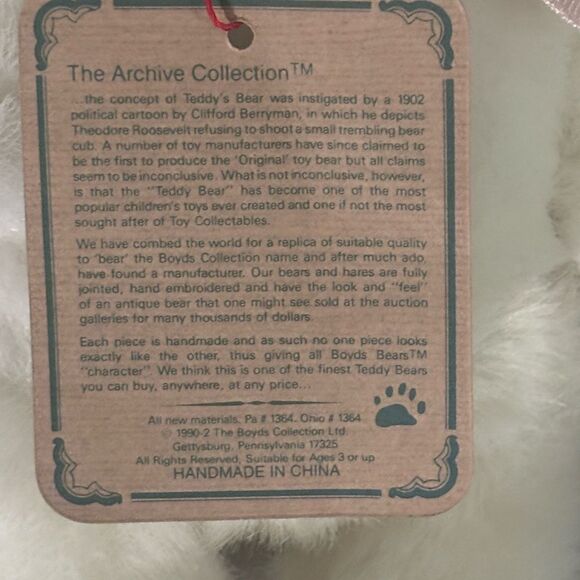 The Archive Collection™
...the concept of Teddy's Bear was instigated by a 1902
political cartoon by Clifford Berryman, in which he depicts
Theodore Roosevelt refusing to shoot a small trembling bear
cub. A number of toy manufacturers have since claimed to
be the first to produce the 'Original' toy bear but all claims
seem to be inconclusive. What is not inconclusive, however,
is that the "Teddy Bear" has become one of the most
popular children's toys ever created and one if not the most
sought after of Toy Collectables.
We have combed the world for a replica of suitable quality
to 'bear' the Boyds Collection name and after much ado,
have found a manufacturer. Our bears and hares are fully
jointed, hand embroidered and have the look and "feel"
of an antique bear that one might see sold at the auction
galleries for many thousands of dollars.
Each piece is handmade and as such no one piece looks
exactly like the other, thus giving all Boyds Bears™
"character". We think this is one of the finest Teddy Bears
you can buy, anywhere, at any price...
All new materials. Pa # 1364. Ohio # 1364
© 1990-2 The Boyds Collection Ltd.
Gettysburg, Pennsylvania 17325
All Rights Reserved, Suitable for Ages 3 or up
HANDMADE IN CHINA